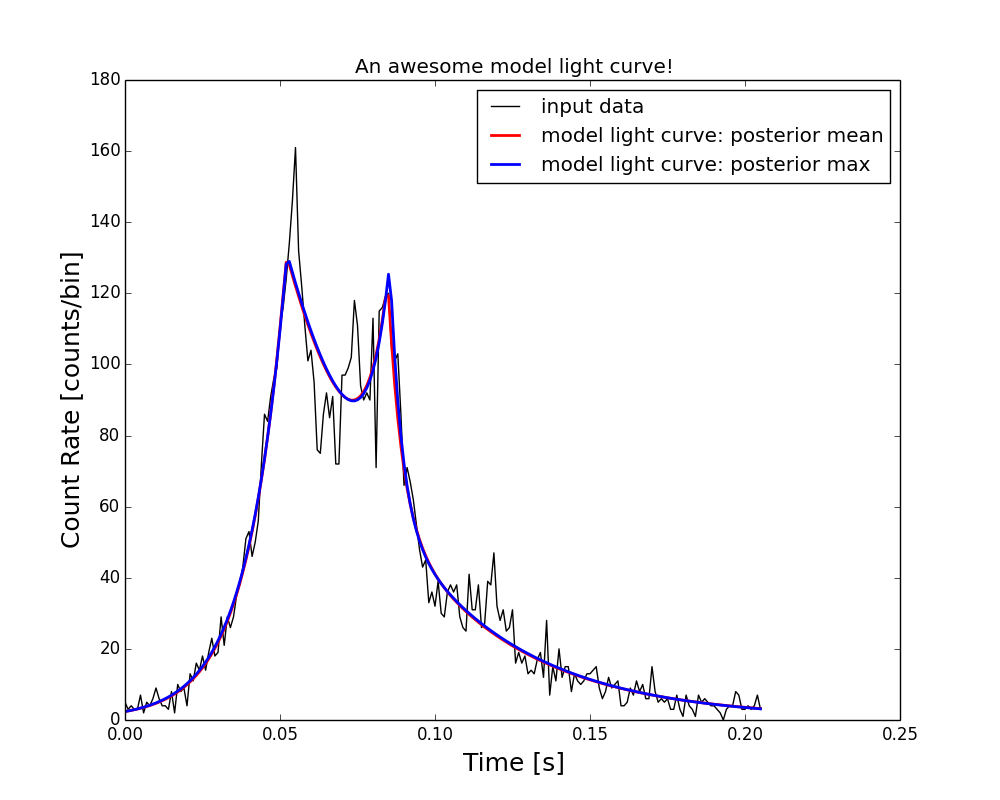 An awesome model light curve!
180
160
140
120
100
80
60
40
20
0
Count Rate [counts/bin]
input data
model light curve: posterior mean
model light curve: posterior max
0.00 0.05 0.10 0.15 0.20 0.25
Time [s]